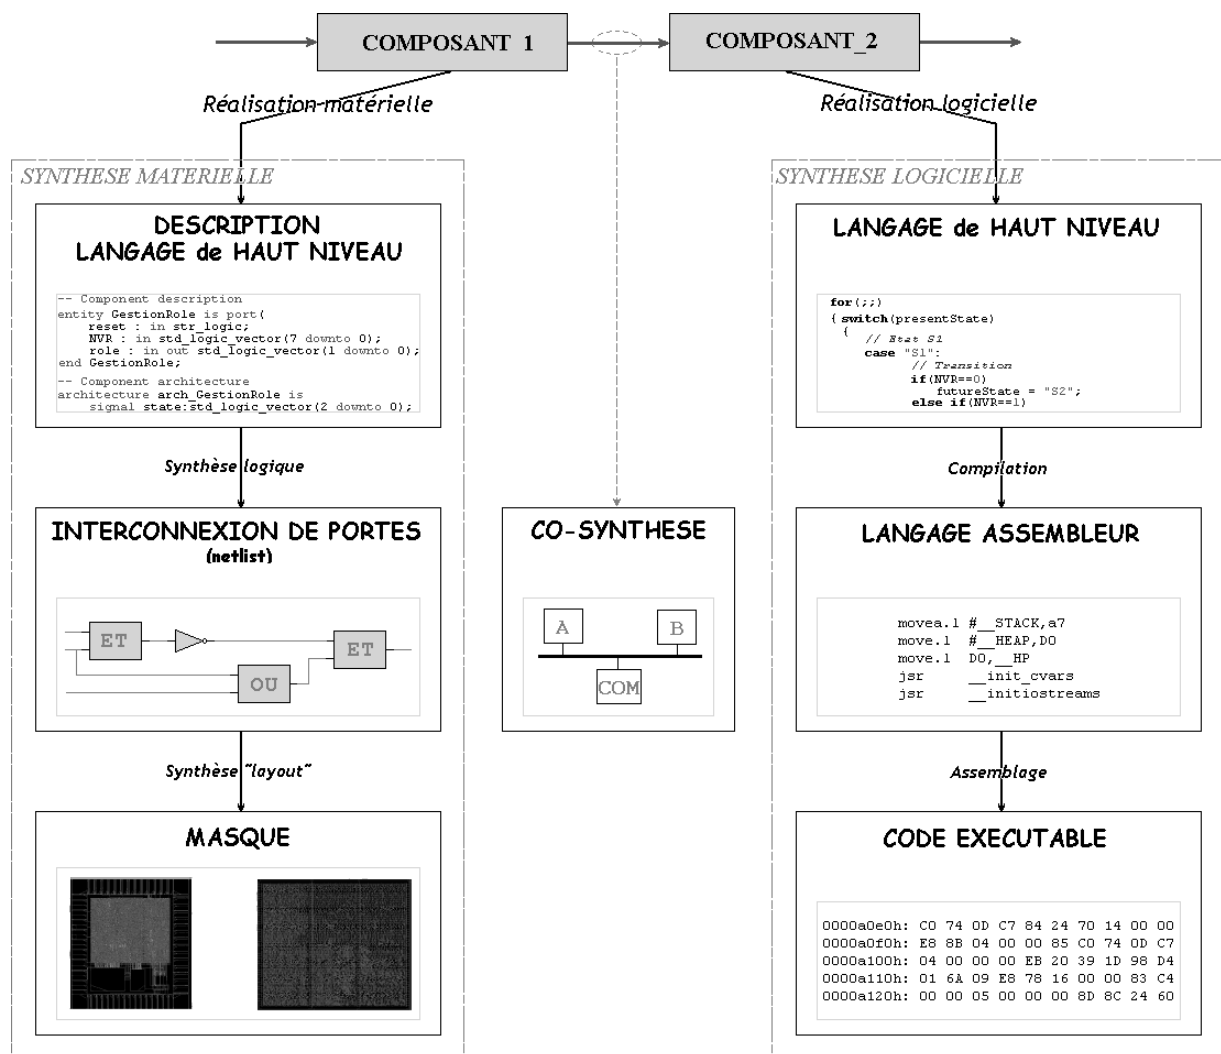 COMPOSANT_1
COMPOSANT_2
Réalisation matérielle
Réalisation logicielle
SYNTHESE MATERIELLE
DESCRIPTION
LANGAGE de HAUT NIVEAU
-- Component description
entity GestionRole is port(
reset : in str_logic;
NVR : in std_logic_vector(7 downto 0);
role : in out std_logic_vector(1 downto 0);
end GestionRole;
-- Component architecture
architecture arch_GestionRole is
signal state:std_logic_vector(2 downto 0);
Synthèse logique
INTERCONNEXION DE PORTES
(netlist)
ET
ET
OU
Synthèse "layout"
MASQUE
CO-SYNTHESE
A
B
COM
SYNTHESE LOGICIELLE
LANGAGE de HAUT NIVEAU
for(;;)
{ switch(presentState)
{
// Etat S1
case "S1":
// Transition
if(NVR==0)
futureState = "S2";
else if(NVR==1)
Compilation
LANGAGE ASSEMBLEUR
movea.l #__STACK,a7
move.l #__HEAP,D0
move.l D0,__HP
jsr __init_cvars
jsr __initiostreams
Assemblage
CODE EXECUTABLE
0000a0e0h: C0 74 0D C7 84 24 70 14 00 00
0000a0f0h: E8 8B 04 00 00 85 C0 74 0D C7
0000a100h: 04 00 00 00 EB 20 39 1D 98 D4
0000a110h: 01 6A 09 E8 78 16 00 00 83 C4
0000a120h: 00 00 05 00 00 00 8D 8C 24 60